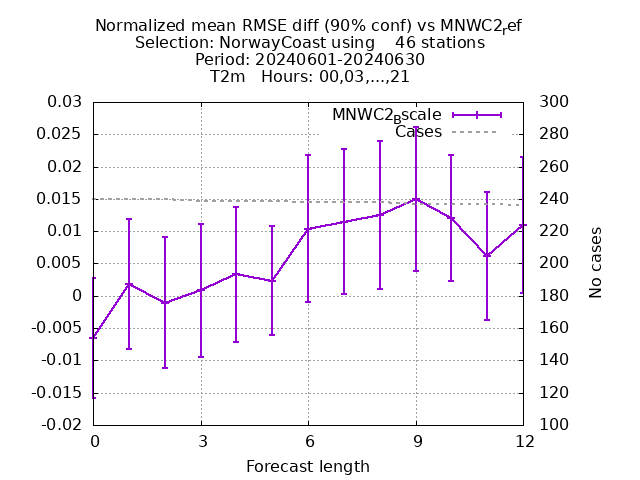 Normalized mean RMSE diff (90% conf) vs MNWC2ref
Selection: NorwayCoast using 46 stations
Period: 20240601-20240630
T2m Hours: 00,03,...,21
MNWC2Bscale
Cases
0.03
0.025
0.02
0.015
0.01
0.005
0
-0.005
-0.01
-0.015
-0.02
300
280
260
240
220
200
180
160
140
120
100
No cases
0 3 6 9 12
Forecast length